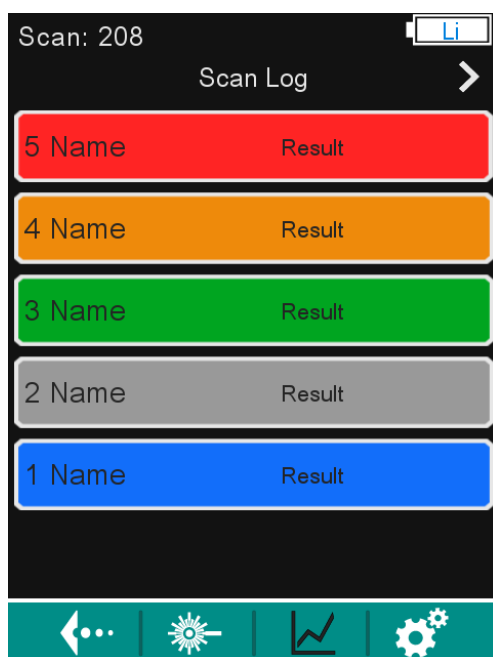 Scan: 208
Li
Scan Log
5 Name Result
4 Name Result
3 Name Result
2 Name Result
1 Name Result